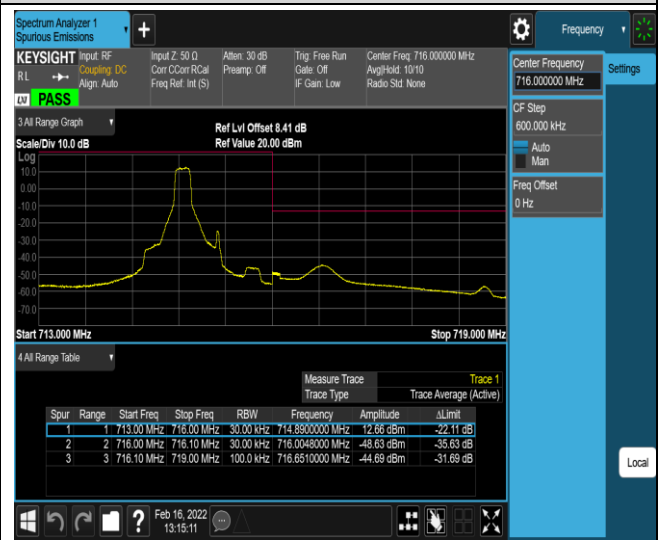 Spectrum Analyzer 1
Spurious Emissions
Frequency
KEYSIGHT Input: RF
R L Coupling: DC
Align: Auto
Input Z: 50 Ω
Corr CCorr RCal
Freq Ref: Int (S)
Atten: 30 dB
Preamp: Off
Trig: Free Run
Gate: Off
IF Gain: Low
Center Freq: 716.000000 MHz
Avg|Hold: 10/10
Radio Std: None
LXI PASS
Center Frequency
716.000000 MHz
Settings
CF Step
600.000 kHz
Auto
Man
Freq Offset
0 Hz
3 All Range Graph
Scale/Div 10.0 dB
Ref Lvl Offset 8.41 dB
Ref Value 20.00 dBm
Log
10.0
0.00
-10.0
-20.0
-30.0
-40.0
-50.0
-60.0
-70.0
Start 713.000 MHz Stop 719.000 MHz
4 All Range Table
Measure Trace Trace 1
Trace Type Trace Average (Active)
Spur Range Start Freq Stop Freq RBW Frequency Amplitude ΔLimit
1 1 713.00 MHz 716.00 MHz 30.00 kHz 714.8900000 MHz 12.66 dBm -22.11 dB
2 2 716.00 MHz 716.10 MHz 30.00 kHz 716.0048000 MHz -48.63 dBm -35.63 dB
3 3 716.10 MHz 719.00 MHz 100.0 kHz 716.6510000 MHz -44.69 dBm -31.69 dB
Local
Feb 16, 2022
13:15:11